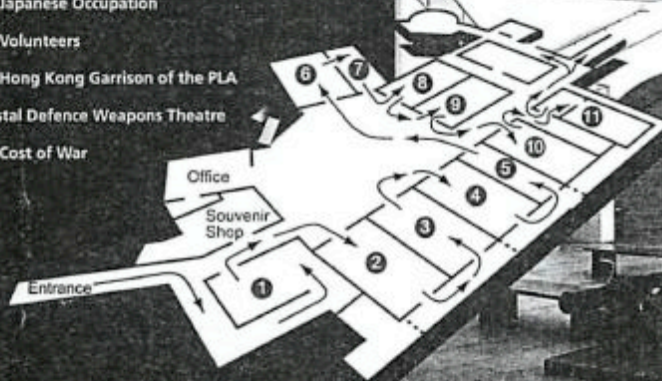 Japanese Occupation
Volunteers
Hong Kong Garrison of the PLA
Defence Weapons Theatre
Cost of War
6
7
8
9
11
10
5
4
3
2
1
Office
Souvenir
Shop
Entrance